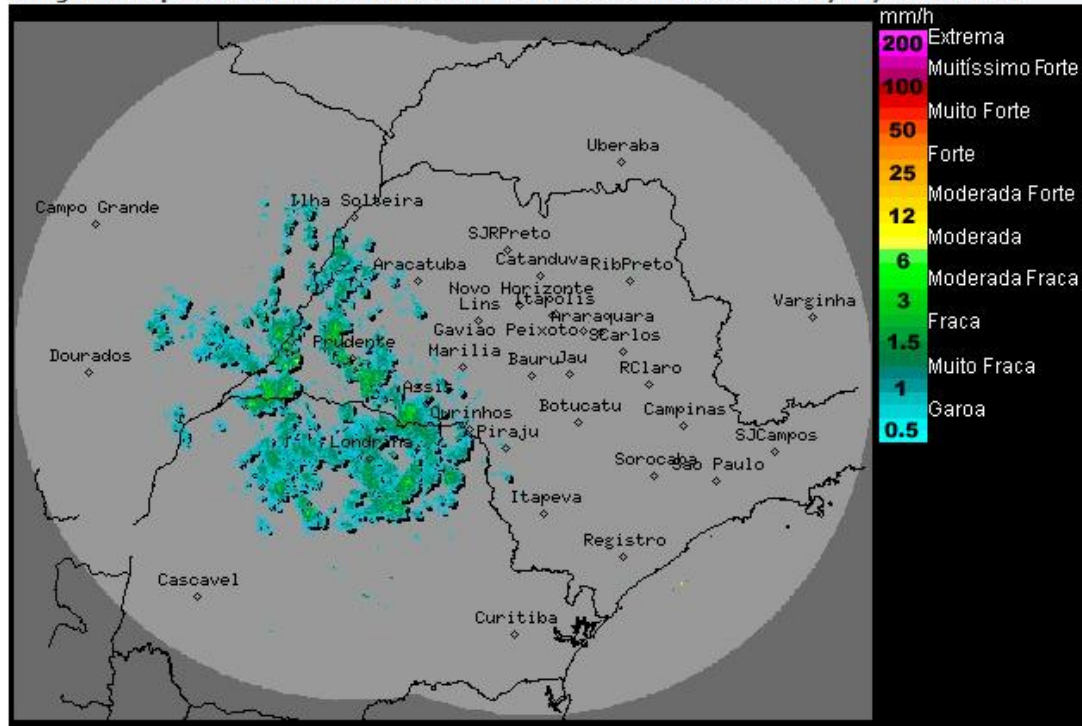 mm/h
200 Extrema
Muitíssimo Forte
100
Muito Forte
50
Forte
25
Moderada Forte
12
Moderada
6
Moderada Fraca
3
Fraca
1.5
Muito Fraca
1
Garoa
0.5
Uberaba
Ilha Solteira
Campo Grande
SJRPreto
Catanduva
Aracatuba
RibPreto
Novo Horizonte
Lins
Itapolis
Varginha
Araraquara
Gaviao Peixoto
SCarlos
Prudente
Marilia
Dourados
Bauru
Jau
RClaro
Assis
Ourinhos
Botucatu
Campinas
Piraju
SJCampos
Londrina
Sorocaba
Sao Paulo
Itapeva
Registro
Cascavel
Curitiba